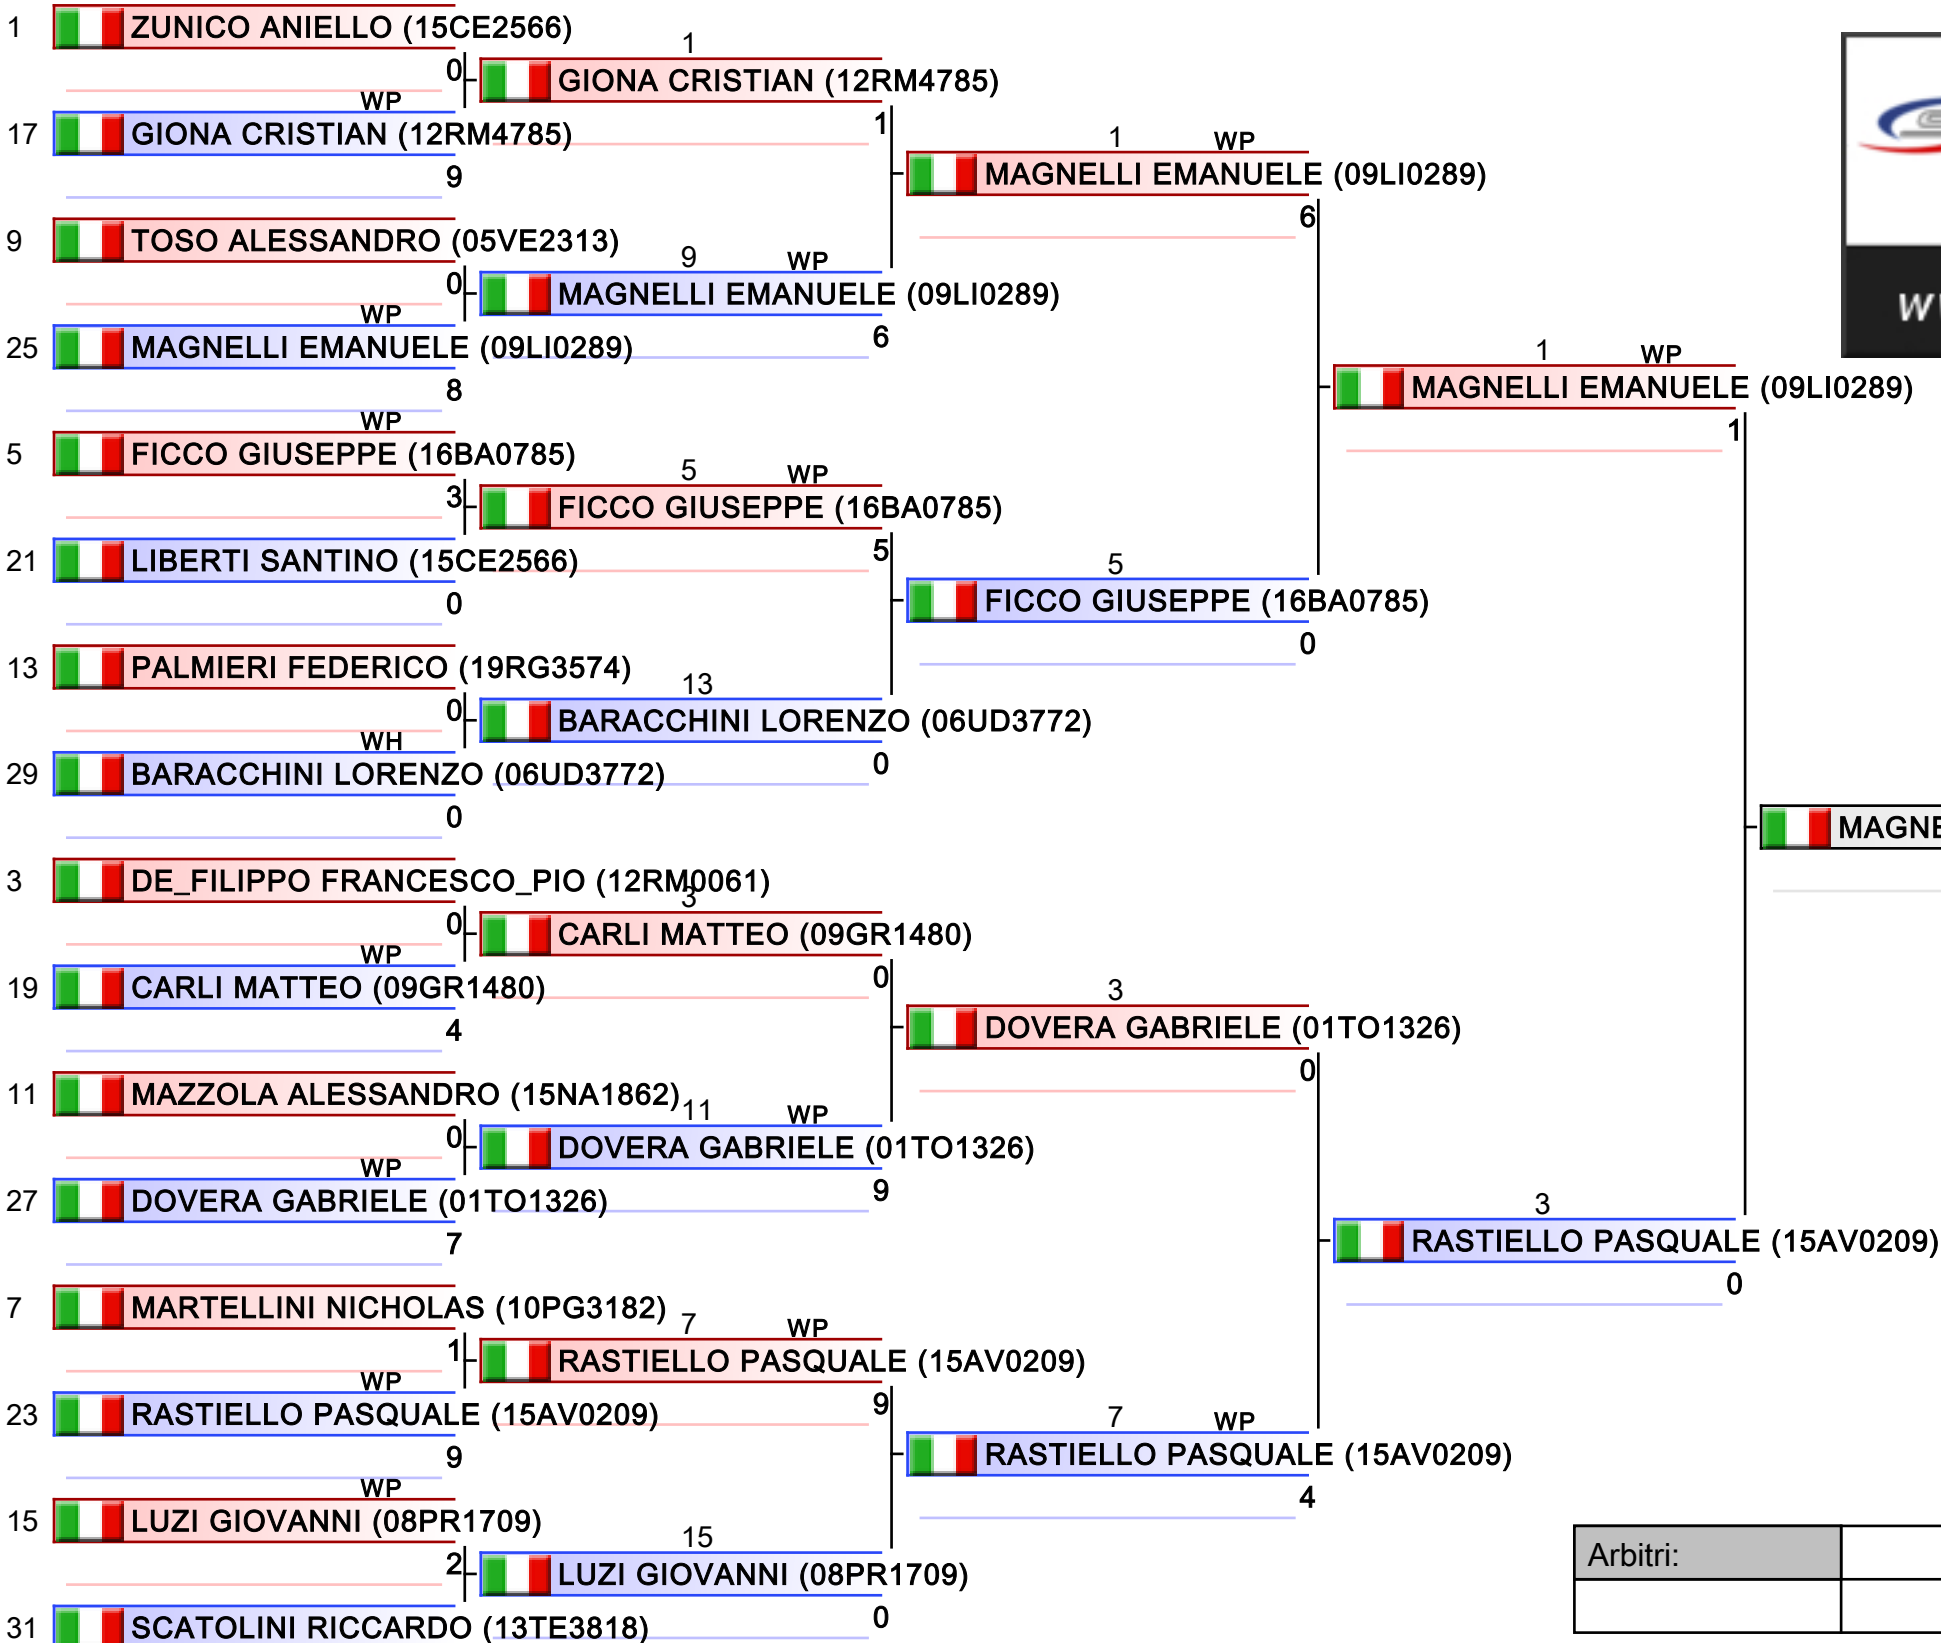 1 ZUNICO ANIELLO (15CE2566)
0
WP
17 GIONA CRISTIAN (12RM4785)
9
9 TOSO ALESSANDRO (05VE2313)
0
WP
25 MAGNELLI EMANUELE (09LI0289)
8
WP
5 FICCO GIUSEPPE (16BA0785)
3
21 LIBERTI SANTINO (15CE2566)
0
13 PALMIERI FEDERICO (19RG3574)
0
WH
29 BARACCHINI LORENZO (06UD3772)
0
3 DE_FILIPPO FRANCESCO_PIO (12RM0061)
0
WP
19 CARLI MATTEO (09GR1480)
4
11 MAZZOLA ALESSANDRO (15NA1862)
0
WP
27 DOVERA GABRIELE (01TO1326)
7
7 MARTELLINI NICHOLAS (10PG3182)
1
WP
23 RASTIELLO PASQUALE (15AV0209)
9
WP
15 LUZI GIOVANNI (08PR1709)
2
31 SCATOLINI RICCARDO (13TE3818)
1
GIONA CRISTIAN (12RM4785)
1
9 WP
MAGNELLI EMANUELE (09LI0289)
6
5 WP
FICCO GIUSEPPE (16BA0785)
5
13
BARACCHINI LORENZO (06UD3772)
0
3
CARLI MATTEO (09GR1480)
0
11 WP
DOVERA GABRIELE (01TO1326)
9
7 WP
RASTIELLO PASQUALE (15AV0209)
9
15
LUZI GIOVANNI (08PR1709)
0
1 WP
MAGNELLI EMANUELE (09LI0289)
6
5
FICCO GIUSEPPE (16BA0785)
0
3
DOVERA GABRIELE (01TO1326)
0
7 WP
RASTIELLO PASQUALE (15AV0209)
4
1 WP
MAGNELLI EMANUELE (09LI0289)
1
3
RASTIELLO PASQUALE (15AV0209)
0
MAGNE
Arbitri: